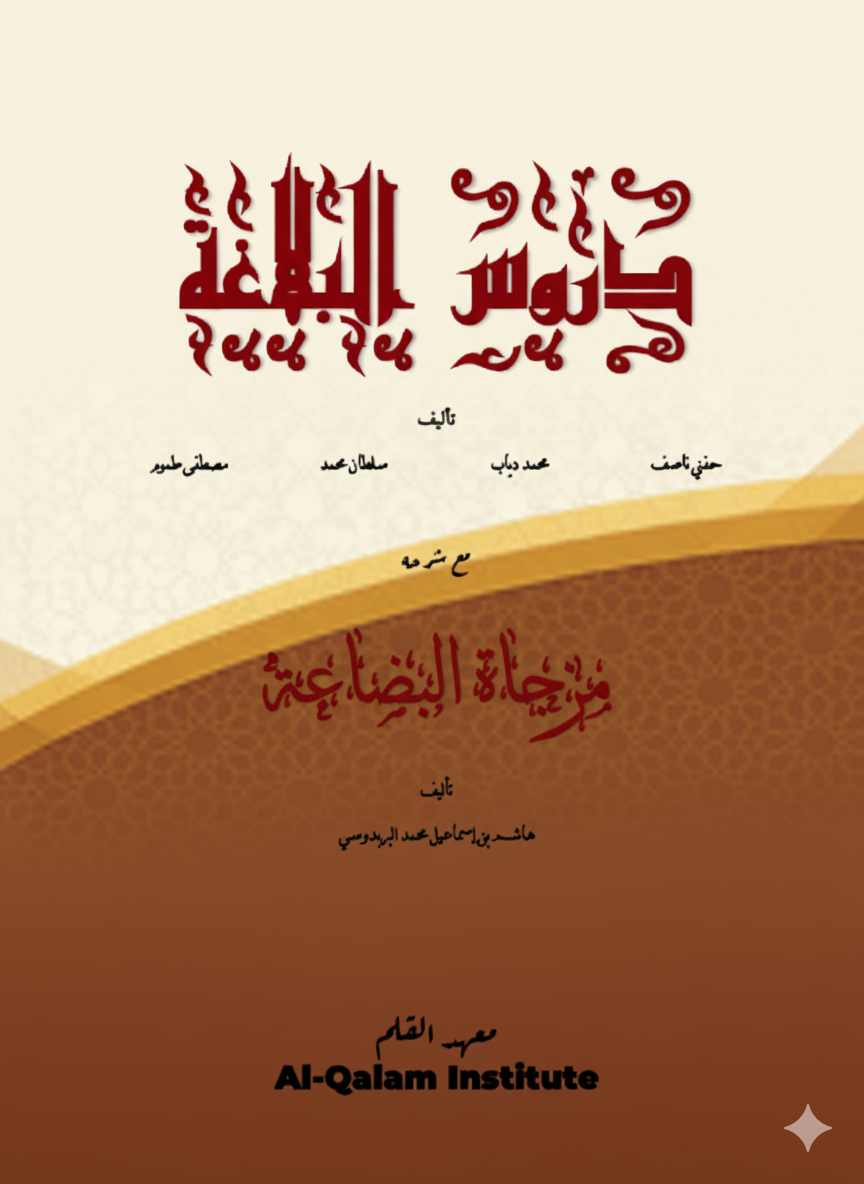 دروس البلاغة
تأليف
حفني ناصف محمد دياب سلطان محمد مصطفى طموم
مع شرحه
مزجاة البضاعة
تأليف
هاشم بن إسماعيل محمد البريدوسي
معهد القلم
Al-Qalam Institute